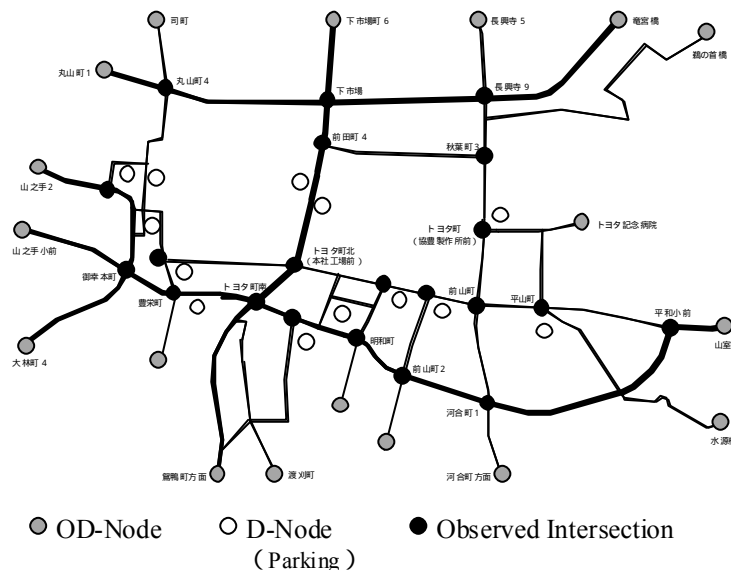 司町
下市場町 6
長興寺 5
竜宮橋
鵜の首橋
丸山町 1
丸山町 4
下市場
長興寺 9
前田町 4
秋葉町 3
山之手 2
トヨタ町
(協豊製作所前)
トヨタ記念病院
山之手小前
トヨタ町北
(本社工場前)
御幸本町
豊栄町
トヨタ町南
前山町
平山町
平和小前
山室
明和町
大林町 4
前山町 2
河合町 1
水源
鴛鴨町方面
渡刈町
河合町方面
OD-Node
D-Node
(Parking)
Observed Intersection